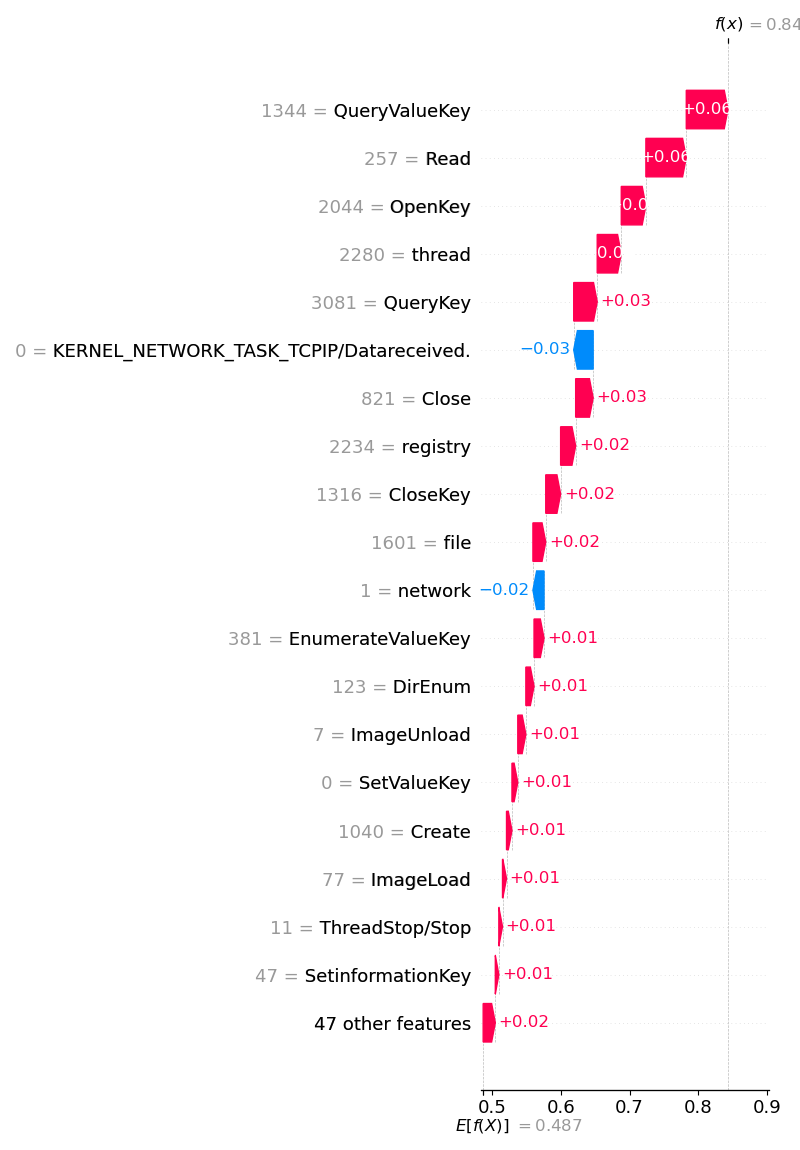 f(x) = 0.84
1344 = QueryValueKey +0.06
257 = Read +0.06
2044 = OpenKey
2280 = thread
3081 = QueryKey +0.03
0 = KERNEL_NETWORK_TASK_TCPIP/Datareceived. −0.03
821 = Close +0.03
2234 = registry +0.02
1316 = CloseKey +0.02
1601 = file +0.02
1 = network −0.02
381 = EnumerateValueKey +0.01
123 = DirEnum +0.01
7 = ImageUnload +0.01
0 = SetValueKey +0.01
1040 = Create +0.01
77 = ImageLoad +0.01
11 = ThreadStop/Stop +0.01
47 = SetinformationKey +0.01
47 other features +0.02
0.5 0.6 0.7 0.8 0.9
E[f(X)] = 0.487